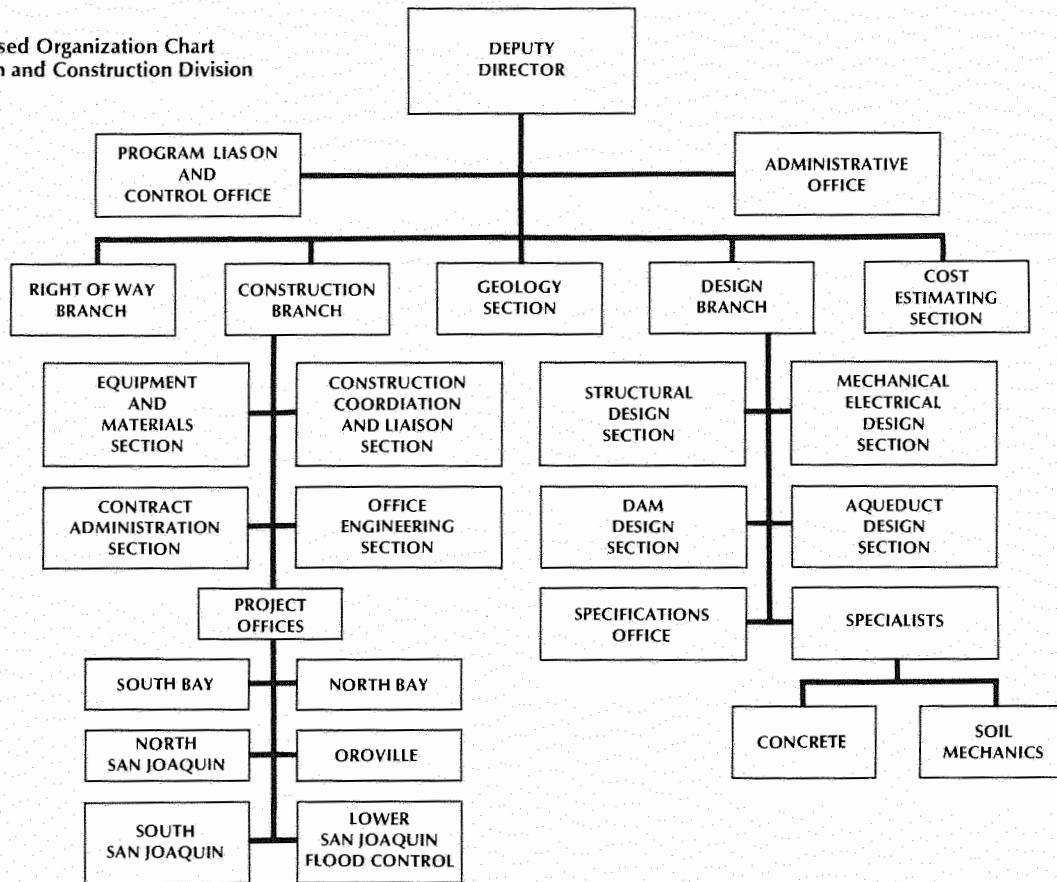 sed Organization Chart
n and Construction Division
DEPUTY
DIRECTOR
PROGRAM LIASON
AND
CONTROL OFFICE
ADMINISTRATIVE
OFFICE
RIGHT OF WAY
BRANCH
CONSTRUCTION
BRANCH
GEOLOGY
SECTION
DESIGN
BRANCH
COST
ESTIMATING
SECTION
EQUIPMENT
AND
MATERIALS
SECTION
CONSTRUCTION
COORDIATION
AND LIAISON
SECTION
STRUCTURAL
DESIGN
SECTION
MECHANICAL
ELECTRICAL
DESIGN
SECTION
CONTRACT
ADMINISTRATION
SECTION
OFFICE
ENGINEERING
SECTION
DAM
DESIGN
SECTION
AQUEDUCT
DESIGN
SECTION
PROJECT
OFFICES
SPECIFICATIONS
OFFICE
SPECIALISTS
SOUTH BAY
NORTH BAY
CONCRETE
SOIL
MECHANICS
NORTH
SAN JOAQUIN
OROVILLE
SOUTH
SAN JOAQUIN
LOWER
SAN JOAQUIN
FLOOD CONTROL